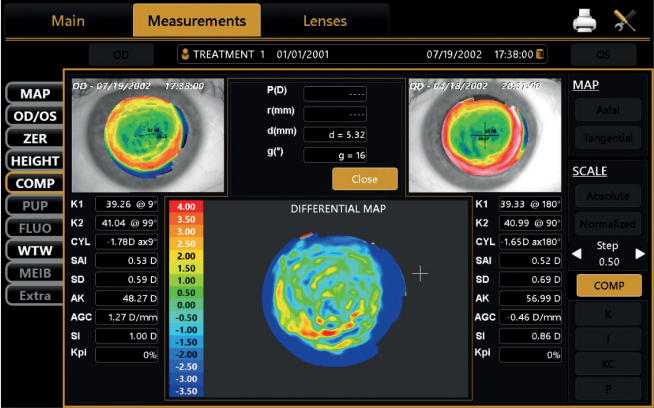 Main Measurements Lenses
OD TREATMENT 1 01/01/2001 07/19/2002 17:38:00 OS
MAP
OD/OS
ZER
HEIGHT
COMP
PUP
FLUO
WTW
MEIB
Extra
OD - 07/19/2002 17:38:00
P(D) ----
r(mm) ----
d(mm) d = 5.32
g(°) g = 16
Close
K1 39.26 @ 9°
K2 41.04 @ 99°
CYL -1.78D ax9°
SAI 0.53 D
SD 0.59 D
AK 48.27 D
AGC 1.27 D/mm
SI 1.00 D
Kpi 0%
DIFFERENTIAL MAP
4.00
3.50
3.00
2.50
2.00
1.50
1.00
0.50
0.00
-0.50
-1.00
-1.50
-2.00
-2.50
-3.00
-3.50
K1 39.33 @ 180°
K2 40.99 @ 90°
CYL -1.65D ax180°
SAI 0.52 D
SD 0.69 D
AK 56.99 D
AGC -0.46 D/mm
SI 0.86 D
Kpi 0%
MAP
Axial
Tangential
SCALE
Absolute
Normalized
Step
0.50
COMP
K
I
KC
P